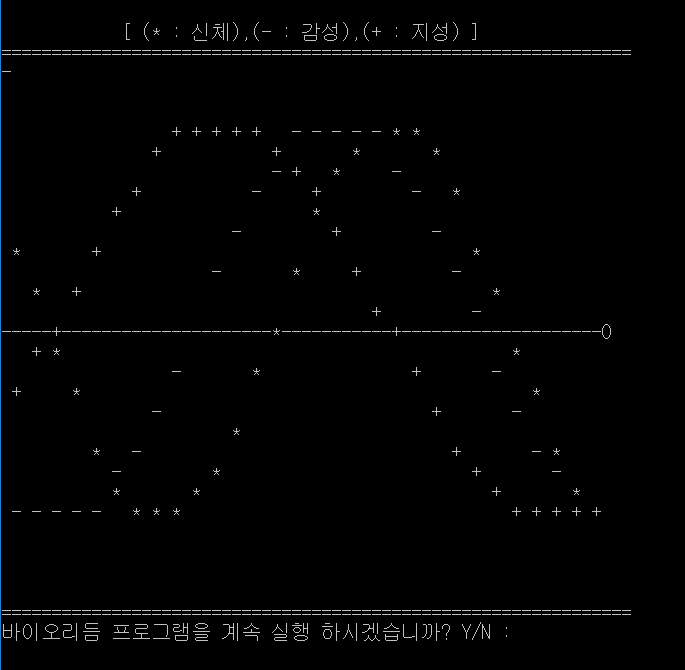 [ (* : 신체),(- : 감성),(+ : 지성) ]
0
바이오리듬 프로그램을 계속 실행 하시겠습니까? Y/N :